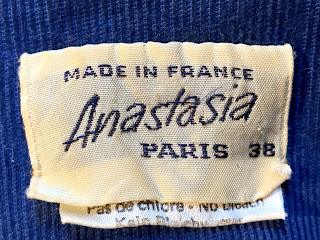 MADE IN FRANCE
Anastasia
PARIS 38
Pas de chlore - No Bleach